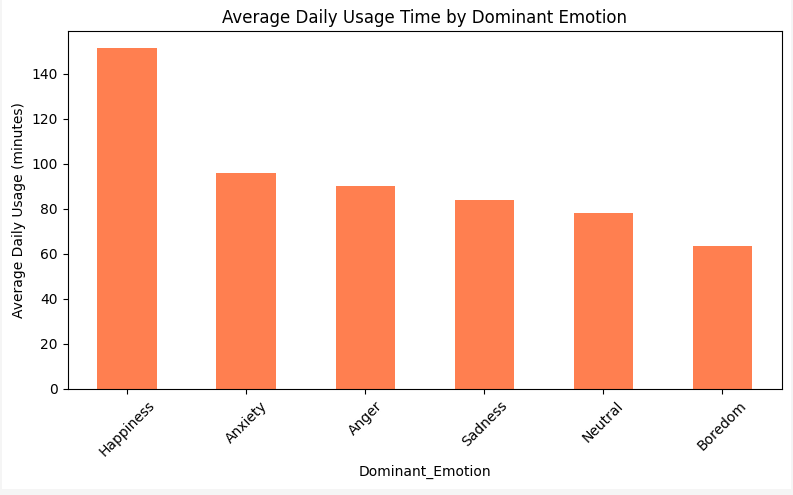 Average Daily Usage Time by Dominant Emotion
Average Daily Usage (minutes)
140
120
100
80
60
40
20
0
Happiness
Anxiety
Anger
Sadness
Neutral
Boredom
Dominant_Emotion